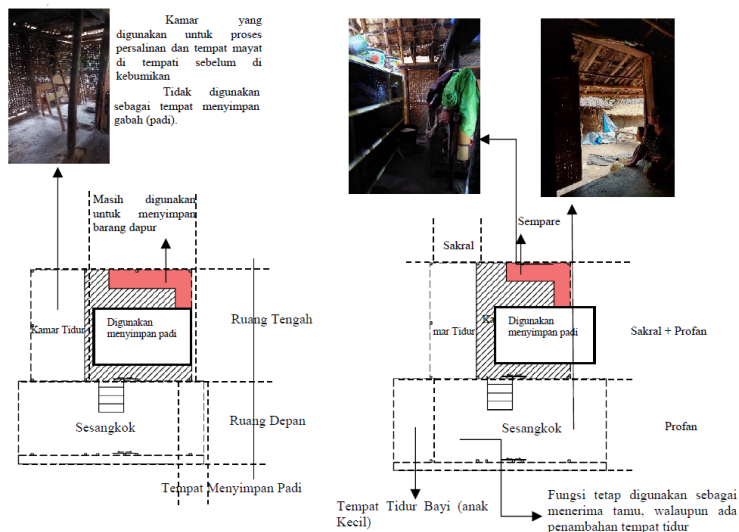 Kamar yang
digunakan untuk proses
persalinan dan tempat mayat
di tempati sebelum di
kebumikan
Tidak digunakan
sebagai tempat menyimpan
gabah (padi).
Masih digunakan
untuk menyimpan
barang dapur
Kamar Tidur
Digunakan
menyimpan padi
Ruang Tengah
Sesangkok
Ruang Depan
Tempat Menyimpan Padi
Sempare
Sakral
mar Tidur
Ka
Digunakan
menyimpan padi
Sakral + Profan
Sesangkok
Profan
Tempat Tidur Bayi (anak
Kecil)
Fungsi tetap digunakan sebagai
menerima tamu, walaupun ada
penambahan tempat tidur